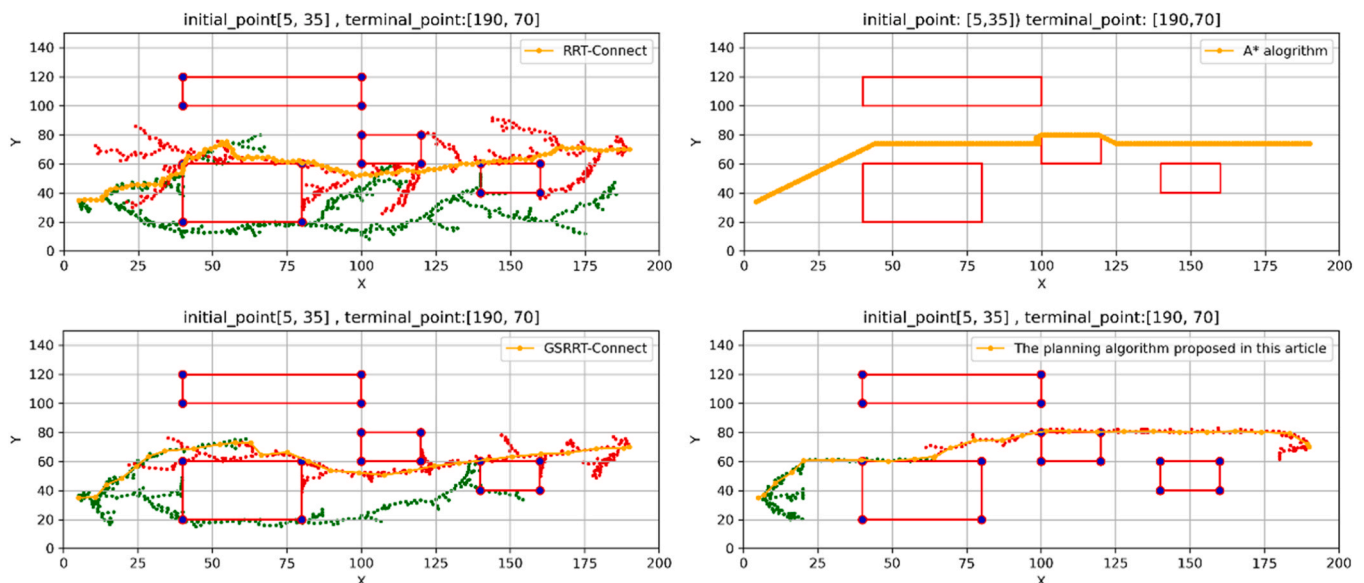 initial_point[5, 35] , terminal_point:[190, 70]
RRT-Connect
140
120
100
80
60
40
20
0
Y
0 25 50 75 100 125 150 175 200
X
initial_point: [5,35]) terminal_point: [190,70]
A* alogrithm
140
120
100
80
60
40
20
0
Y
0 25 50 75 100 125 150 175 200
X
initial_point[5, 35] , terminal_point:[190, 70]
GSRRT-Connect
140
120
100
80
60
40
20
0
Y
0 25 50 75 100 125 150 175 200
X
initial_point[5, 35] , terminal_point:[190, 70]
The planning algorithm proposed in this article
140
120
100
80
60
40
20
0
Y
0 25 50 75 100 125 150 175 200
X